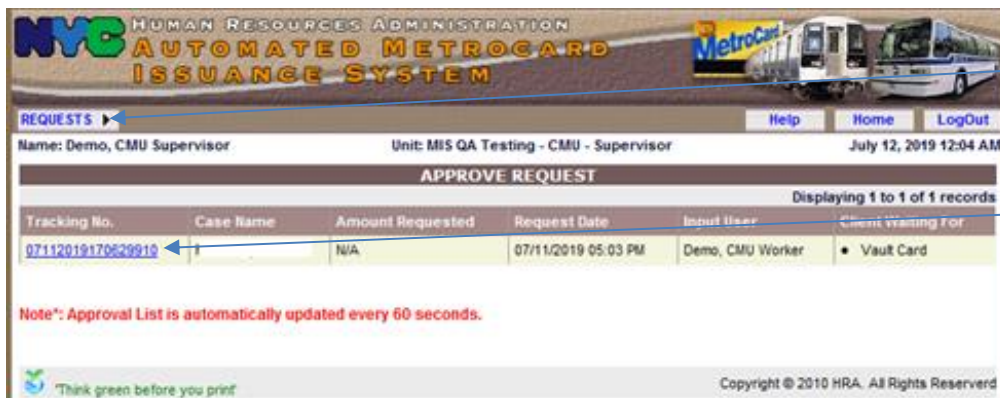 NYC HUMAN RESOURCES ADMINISTRATION
AUTOMATED METROCARD
ISSUANCE SYSTEM
MetroCard
REQUESTS
Help Home LogOut
Name: Demo, CMU Supervisor Unit: MIS QA Testing - CMU - Supervisor July 12, 2019 12:04 AM
APPROVE REQUEST
Displaying 1 to 1 of 1 records
Tracking No. Case Name Amount Requested Request Date Input User Client Waiting For
07112019170629910 N/A 07/11/2019 05:03 PM Demo, CMU Worker • Vault Card
Note*: Approval List is automatically updated every 60 seconds.
'Think green before you print' Copyright © 2010 HRA. All Rights Reserverd